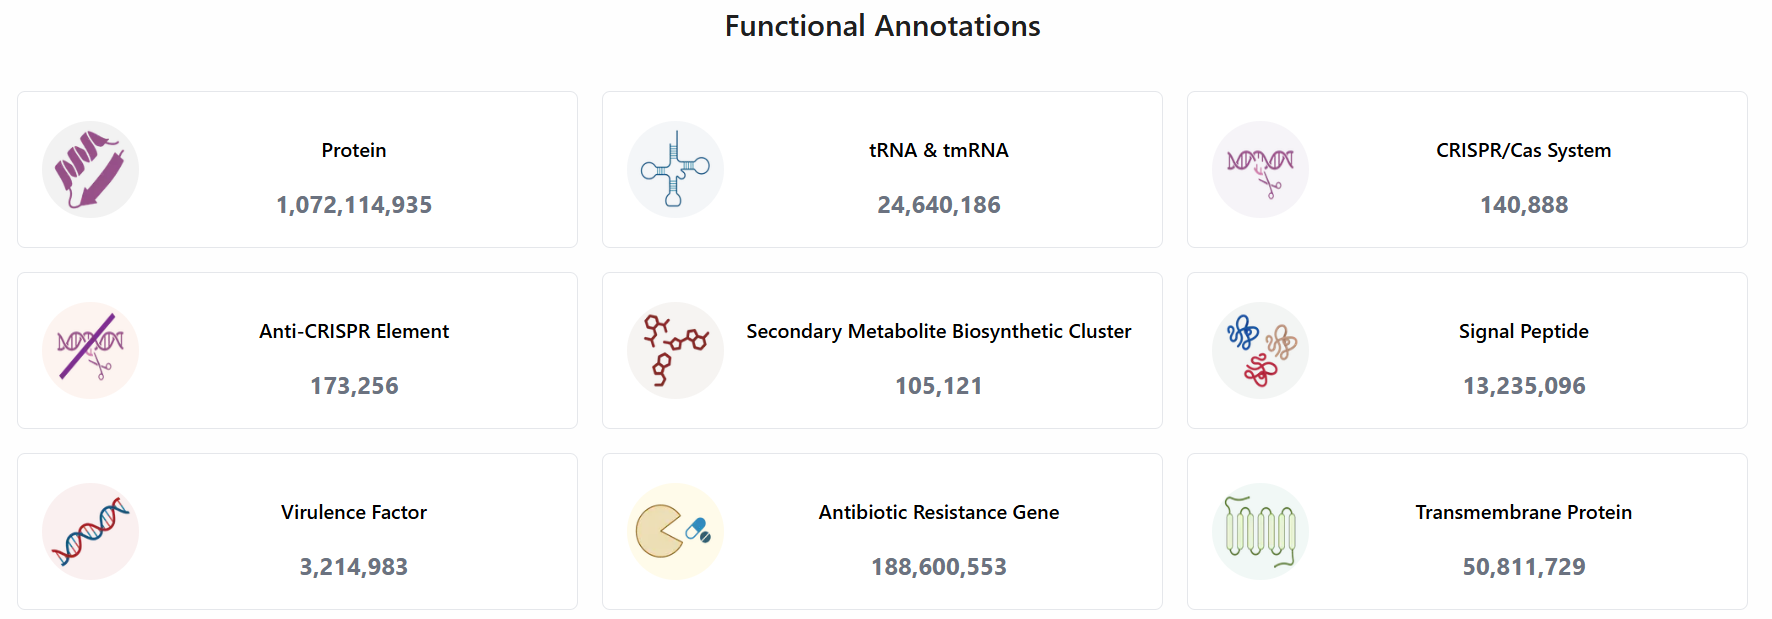 Functional Annotations
Protein
1,072,114,935
tRNA & tmRNA
24,640,186
CRISPR/Cas System
140,888
Anti-CRISPR Element
173,256
Secondary Metabolite Biosynthetic Cluster
105,121
Signal Peptide
13,235,096
Virulence Factor
3,214,983
Antibiotic Resistance Gene
188,600,553
Transmembrane Protein
50,811,729